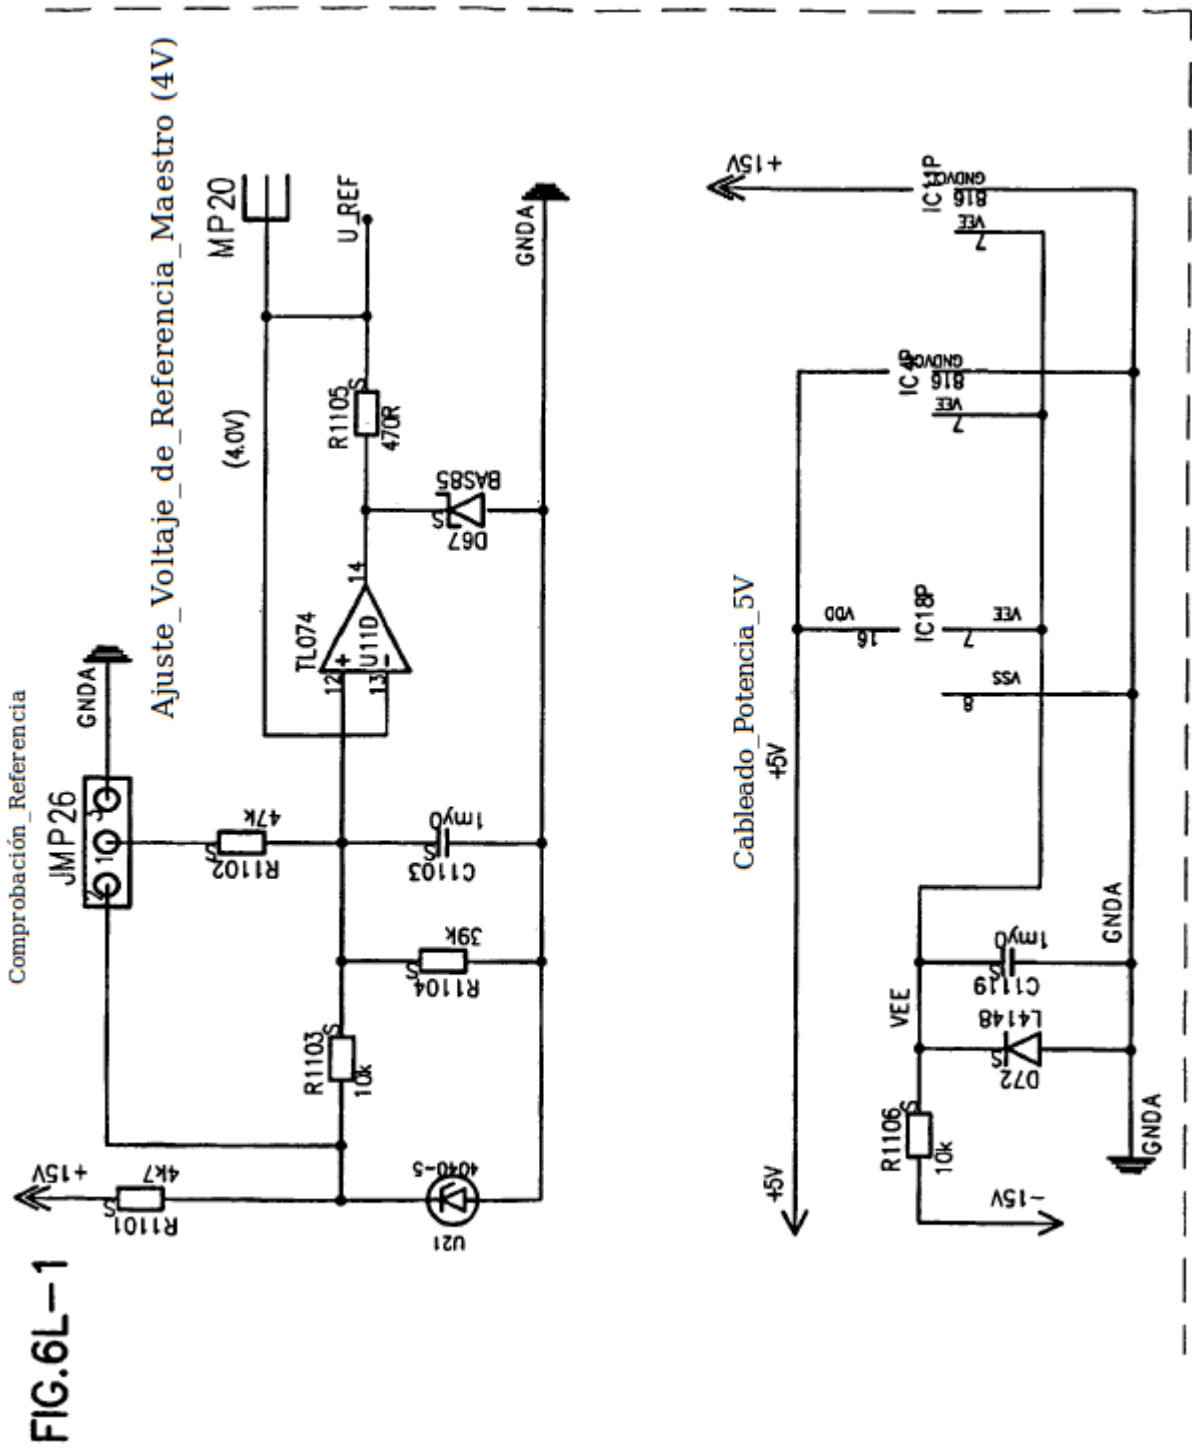 FIG.6L-1
Comprobación_Referencia
Ajuste_Voltaje_de_Referencia_Maestro (4V)
+15V
4k7
S
R1101
JMP26
2
1
3
GNDA
47k
S
R1102
R1103
S
10k
39k
S
R1104
1my0
S
C1103
4040-5
U21
TL074
12
+
U11D
13
-
14
(4.0V)
R1105
S
470R
BAS85
S
D67
MP20
U_REF
GNDA
Cableado_Potencia_5V
+5V
+5V
R1106
S
10k
-15V
VEE
L4148
S
D72
1my0
S
C1119
GNDA
GNDA
VDD
16
IC18P
7
VEE
8
VSS
IC4P
816
GNDVCC
7
VEE
+15V
IC11P
816
GNDVCC
7
VEE